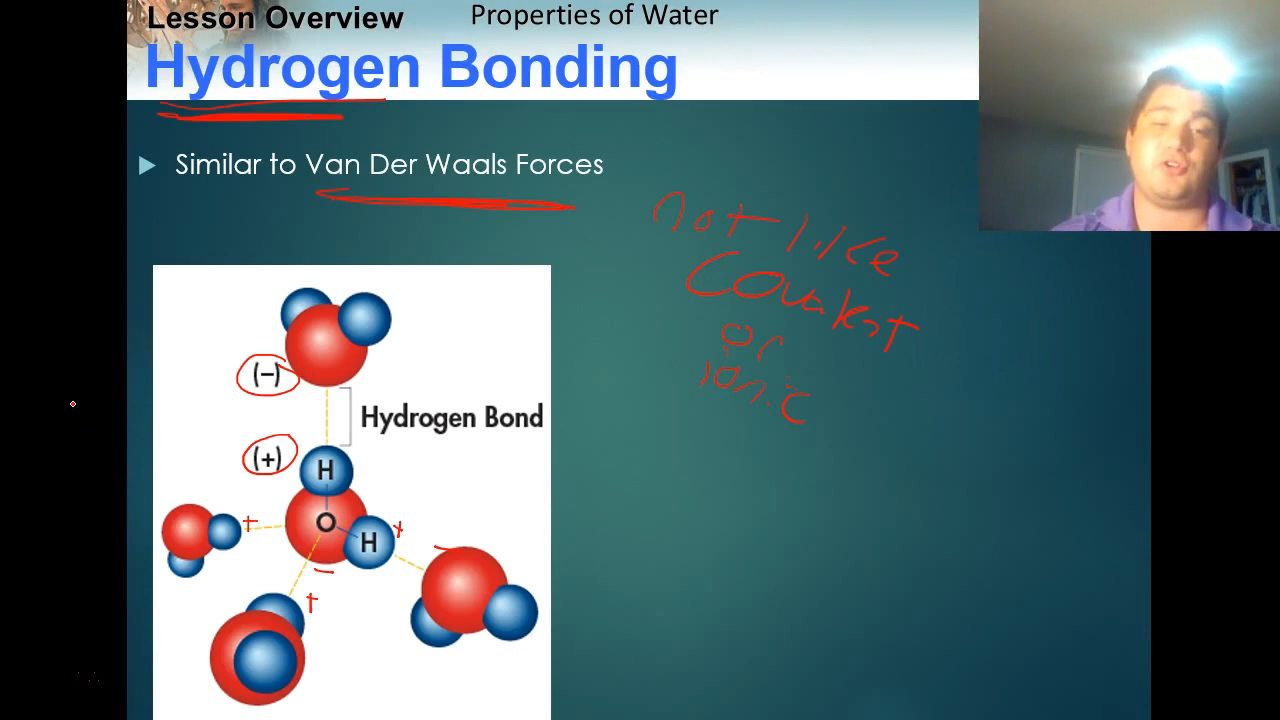 Lesson Overview Properties of Water
Hydrogen Bonding
Similar to Van Der Waals Forces
not like
Covalent
or
ionic
(−)
Hydrogen Bond
(+)
H
+
O
+
H
−
−
+